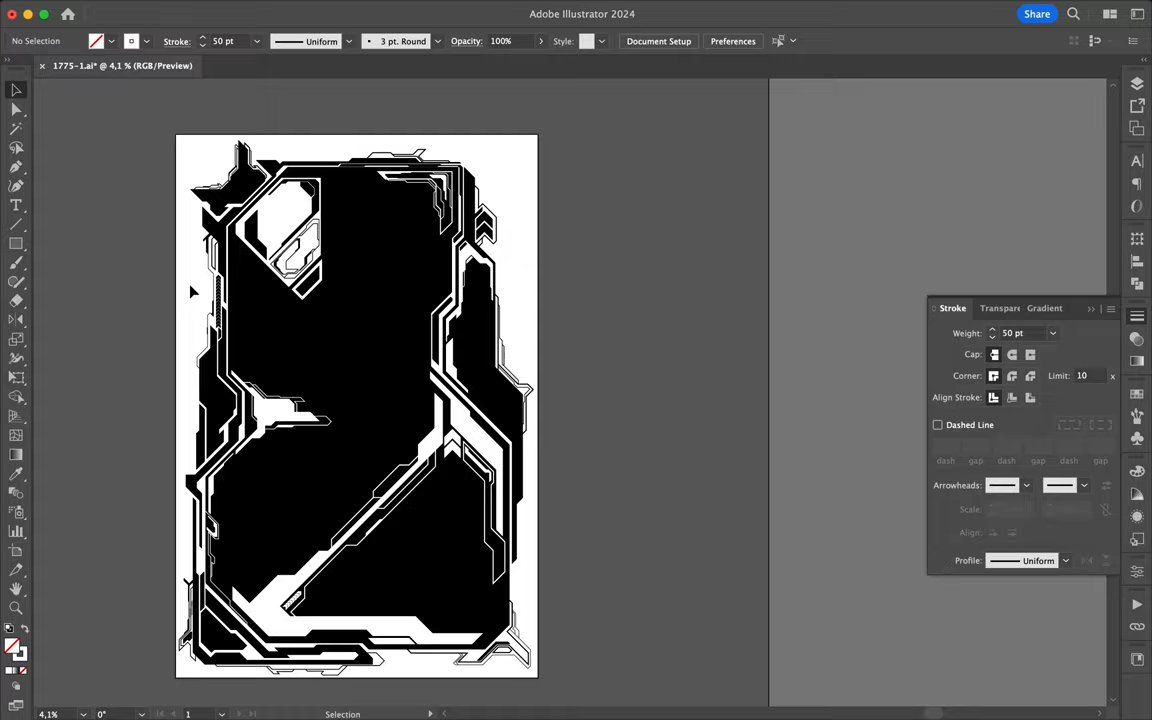 Adobe Illustrator 2024
Share
No Selection
Stroke:
50 pt
Uniform
3 pt. Round
Opacity:
100%
Style:
Document Setup
Preferences
1775-1.ai* @ 4,1 % (RGB/Preview)
Stroke
Transpare
Gradient
Weight:
50 pt
Cap:
Corner:
Limit:
10
x
Align Stroke:
Dashed Line
dash
gap
dash
gap
dash
gap
Arrowheads:
Scale:
Align:
Profile:
Uniform
4,1%
0°
1
Selection